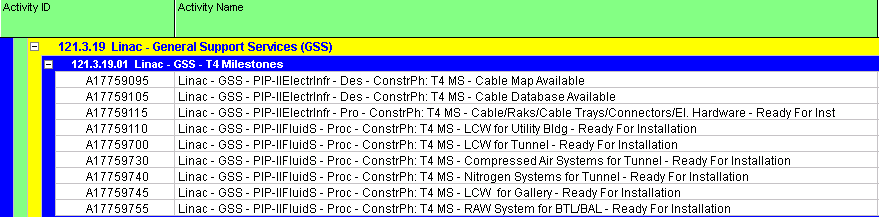 Activity ID Activity Name
121.3.19 Linac - General Support Services (GSS)
121.3.19.01 Linac - GSS - T4 Milestones
A17759095 Linac - GSS - PIP-IIElectrInfr - Des - ConstrPh: T4 MS - Cable Map Available
A17759105 Linac - GSS - PIP-IIElectrInfr - Des - ConstrPh: T4 MS - Cable Database Available
A17759115 Linac - GSS - PIP-IIElectrInfr - Pro - ConstrPh: T4 MS - Cable/Raks/Cable Trays/Connectors/El. Hardware - Ready For Inst
A17759110 Linac - GSS - PIP-IIFluidS - Proc - ConstrPh: T4 MS - LCW for Utility Bldg - Ready For Installation
A17759700 Linac - GSS - PIP-IIFluidS - Proc - ConstrPh: T4 MS - LCW for Tunnel - Ready For Installation
A17759730 Linac - GSS - PIP-IIFluidS - Proc - ConstrPh: T4 MS - Compressed Air Systems for Tunnel - Ready For Installation
A17759740 Linac - GSS - PIP-IIFluidS - Proc - ConstrPh: T4 MS - Nitrogen Systems for Tunnel - Ready For Installation
A17759745 Linac - GSS - PIP-IIFluidS - Proc - ConstrPh: T4 MS - LCW for Gallery - Ready For Installation
A17759755 Linac - GSS - PIP-IIFluidS - Proc - ConstrPh: T4 MS - RAW System for BTL/BAL - Ready For Installation